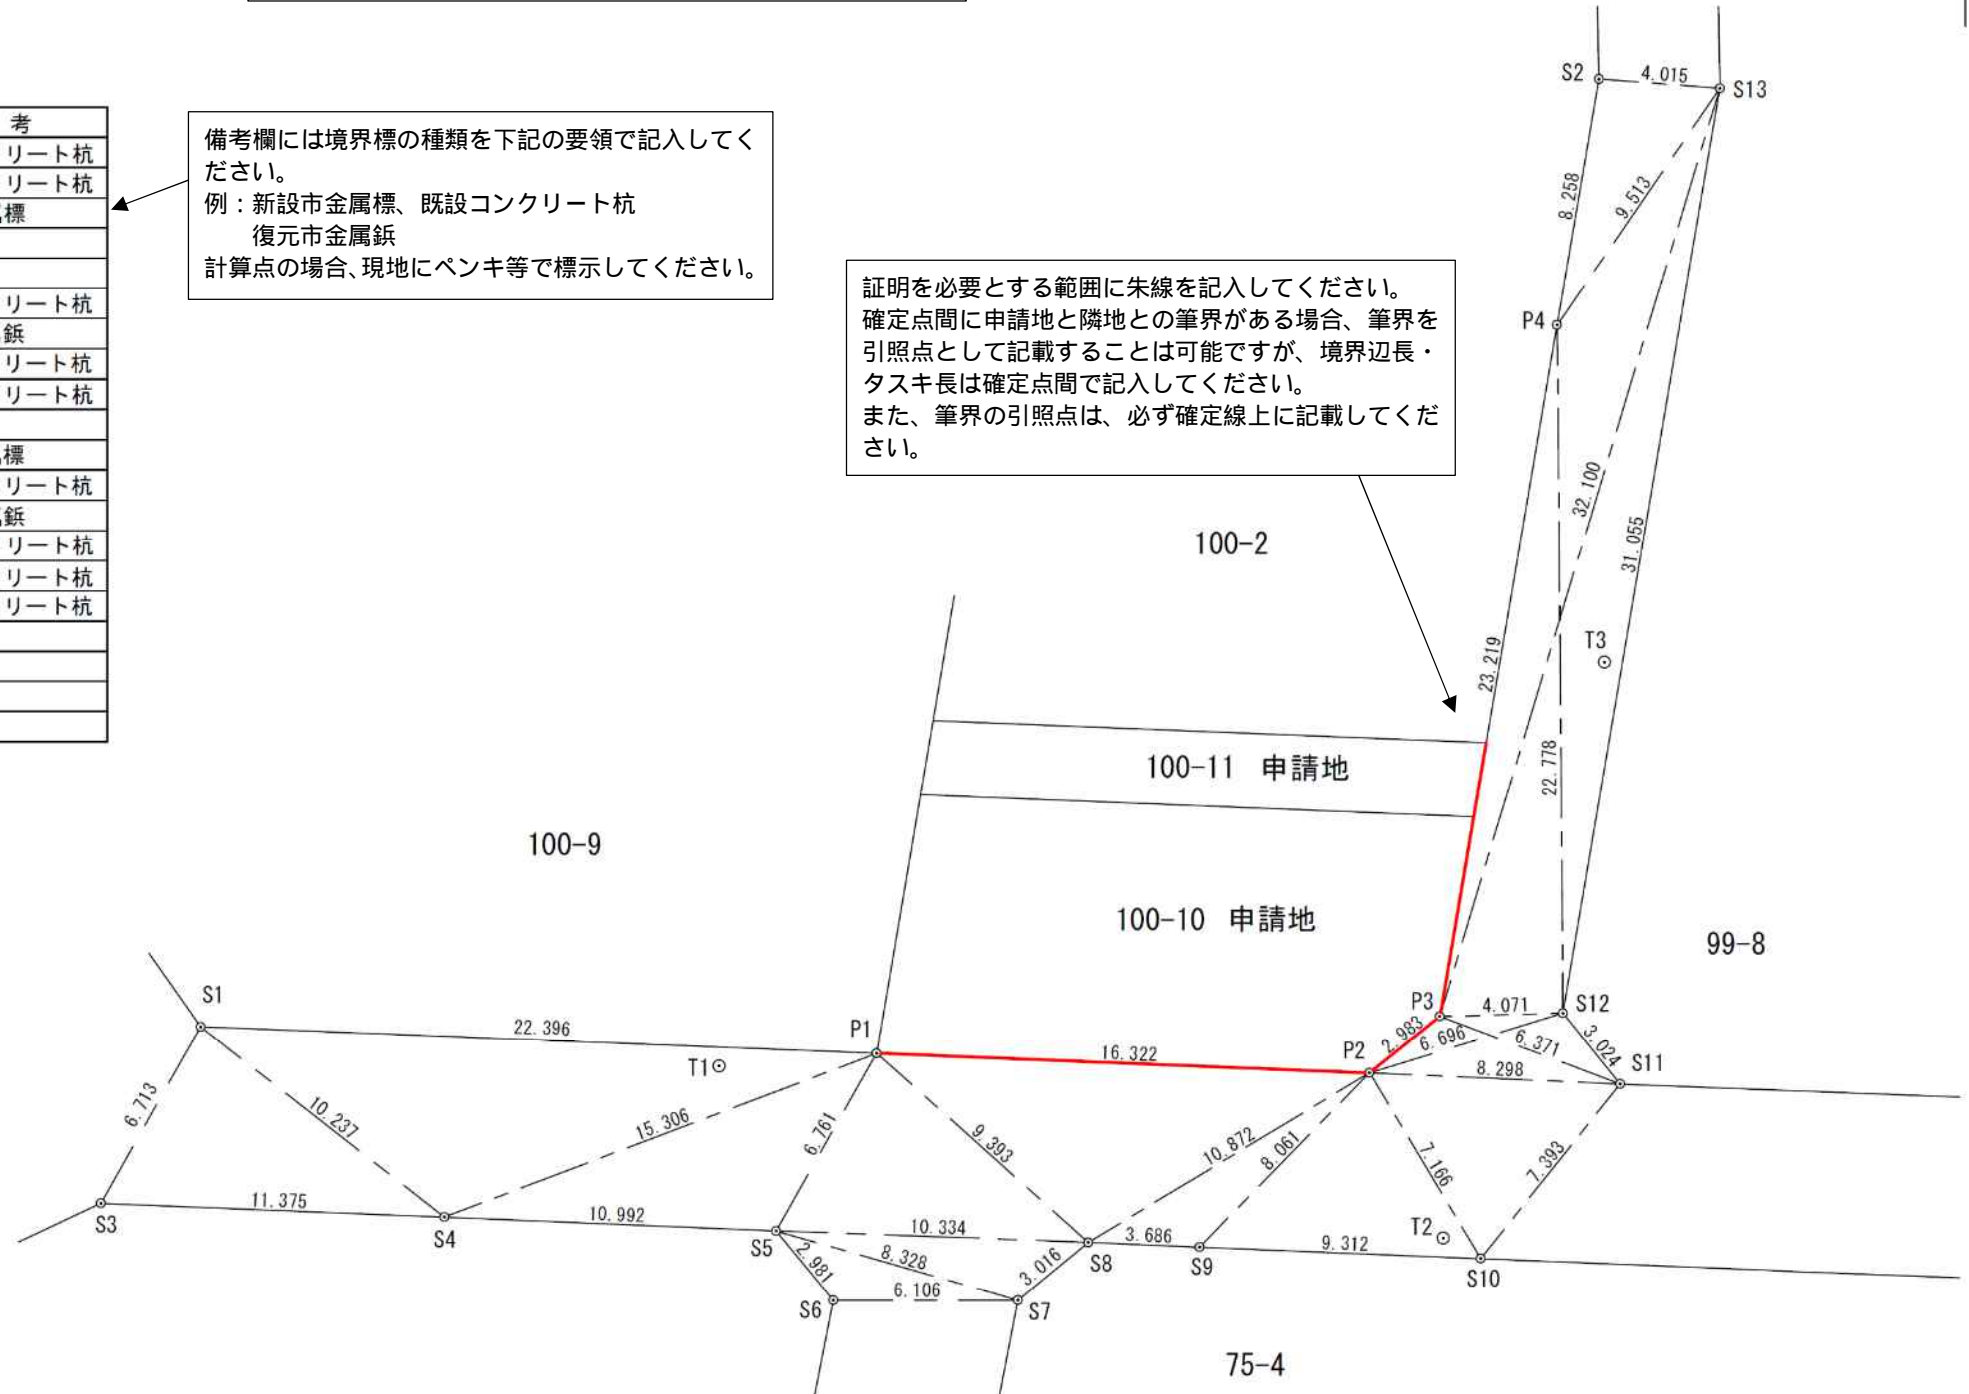 考
リート杭
リート杭
標
リート杭
鋲
リート杭
リート杭
標
リート杭
鋲
リート杭
リート杭
リート杭
備考欄には境界標の種類を下記の要領で記入してく
ださい。
例：新設市金属標、既設コンクリート杭
復元市金属鋲
計算点の場合、現地にペンキ等で標示してください。
証明を必要とする範囲に朱線を記入してください。
確定点間に申請地と隣地との筆界がある場合、筆界を
引照点として記載することは可能ですが、境界辺長・
タスキ長は確定点間で記入してください。
また、筆界の引照点は、必ず確定線上に記載してくだ
さい。
S2
4.015
S13
8.258
9.513
P4
32.100
31.055
100-2
T3
23.219
22.778
100-11 申請地
100-9
100-10 申請地
99-8
S1
22.396
P1
T1
16.322
P3
4.071
S12
2.983
6.696
6.371
3.024
P2
8.298
S11
6.713
10.237
15.306
6.761
9.393
10.872
8.061
7.166
7.393
S3
11.375
S4
10.992
S5
10.334
8.328
2.981
3.016
S8
3.686
S9
9.312
T2
S10
S6
6.106
S7
75-4